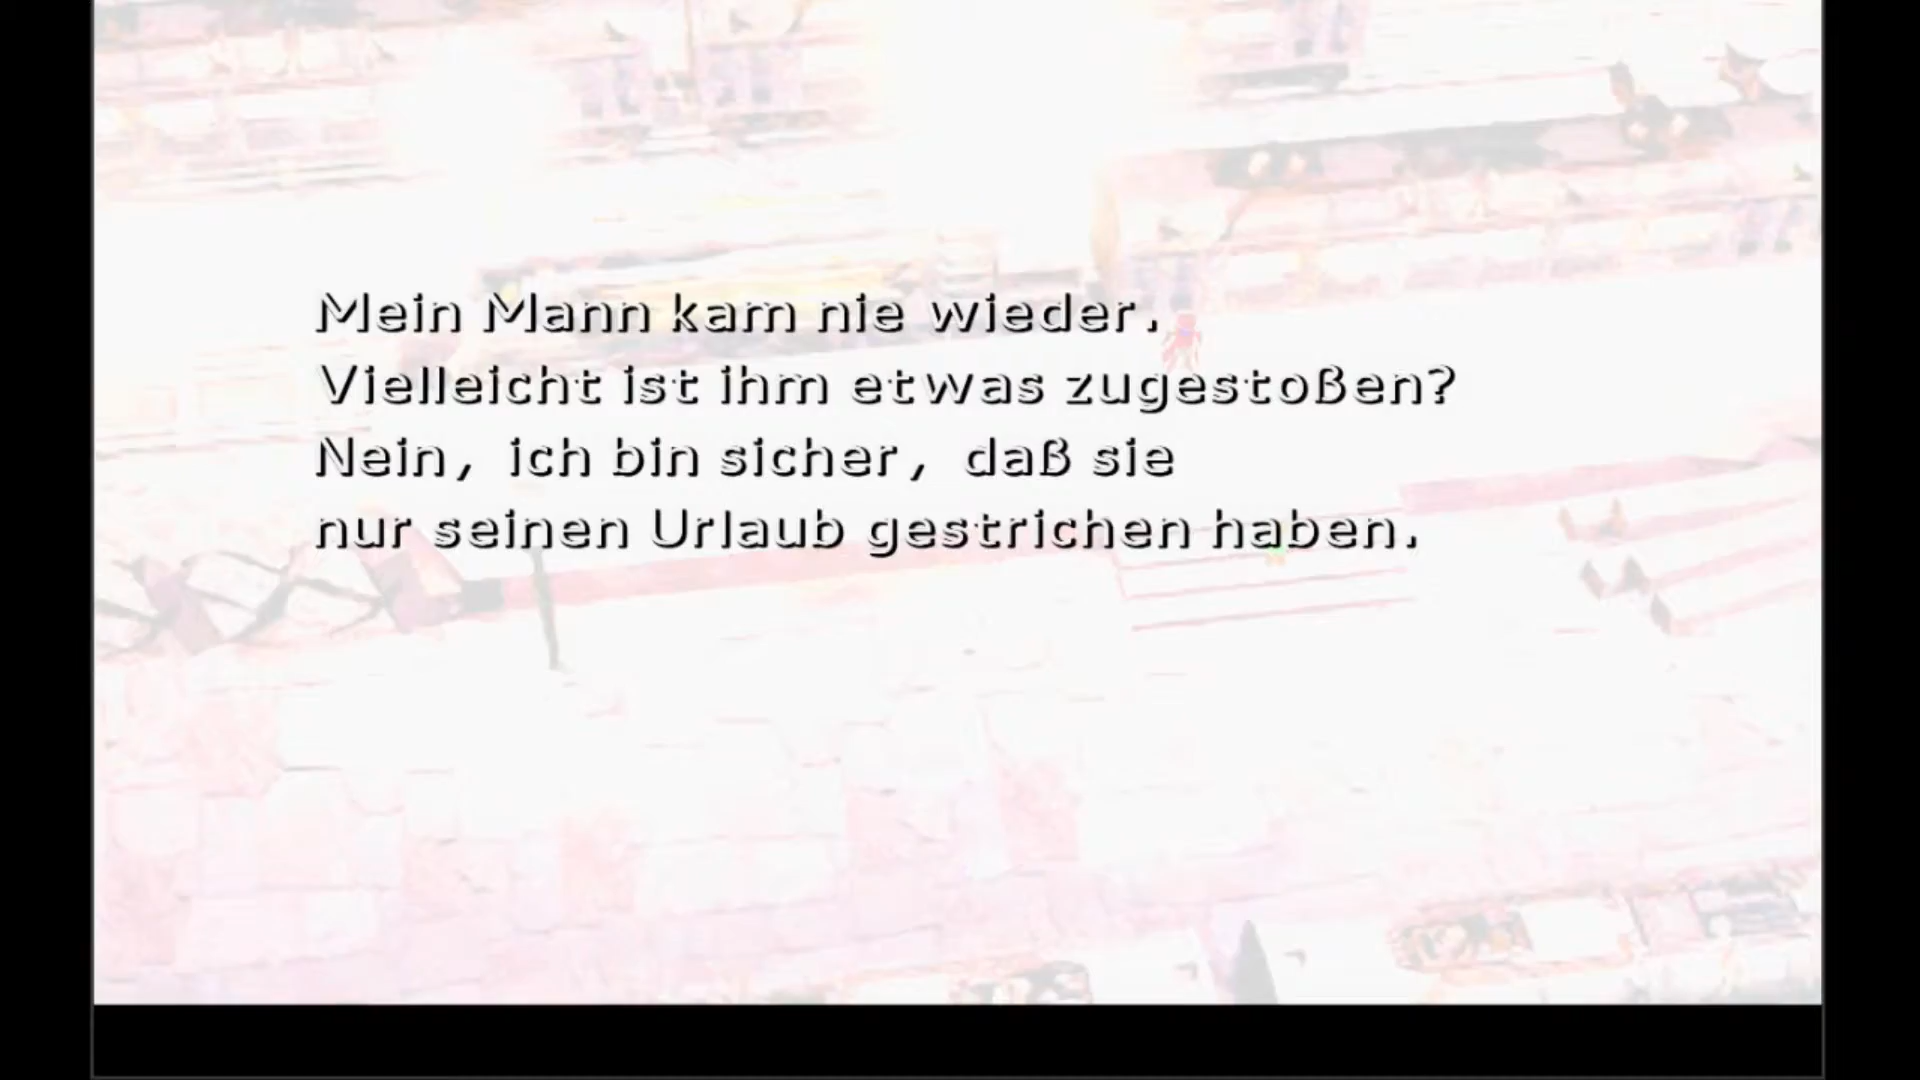 Mein Mann kam nie wieder.
Vielleicht ist ihm etwas zugestoßen?
Nein, ich bin sicher, daß sie
nur seinen Urlaub gestrichen haben.